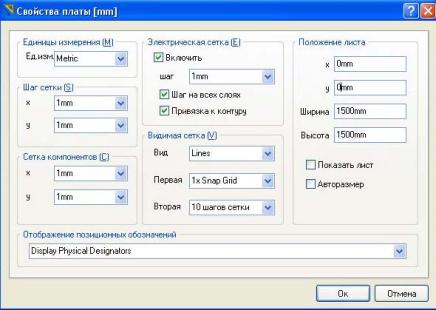 Свойства платы [mm]
Единицы измерения (M)
Ед.изм. Metric
Шаг сетки (S)
x 1mm
y 1mm
Сетка компонентов (C)
x 1mm
y 1mm
Электрическая сетка (E)
Включить
шаг 1mm
Шаг на всех слоях
Привязка к контуру
Видимая сетка (V)
Вид Lines
Первая 1x Snap Grid
Вторая 10 шагов сетки
Положение листа
x 0mm
y 0mm
Ширина 1500mm
Высота 1500mm
Показать лист
Авторазмер
Отображение позиционных обозначений
Display Physical Designators
Ок Отмена